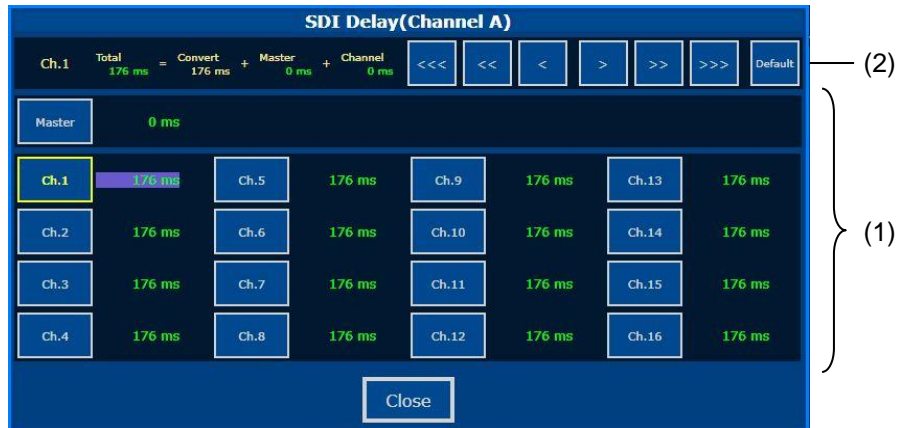 SDI Delay(Channel A)
Ch.1 Total 176 ms = Convert 176 ms + Master 0 ms + Channel 0 ms <<< << < > >> >>> Default (2)
Master 0 ms
Ch.1 176 ms Ch.5 176 ms Ch.9 176 ms Ch.13 176 ms
Ch.2 176 ms Ch.6 176 ms Ch.10 176 ms Ch.14 176 ms
(1)
Ch.3 176 ms Ch.7 176 ms Ch.11 176 ms Ch.15 176 ms
Ch.4 176 ms Ch.8 176 ms Ch.12 176 ms Ch.16 176 ms
Close